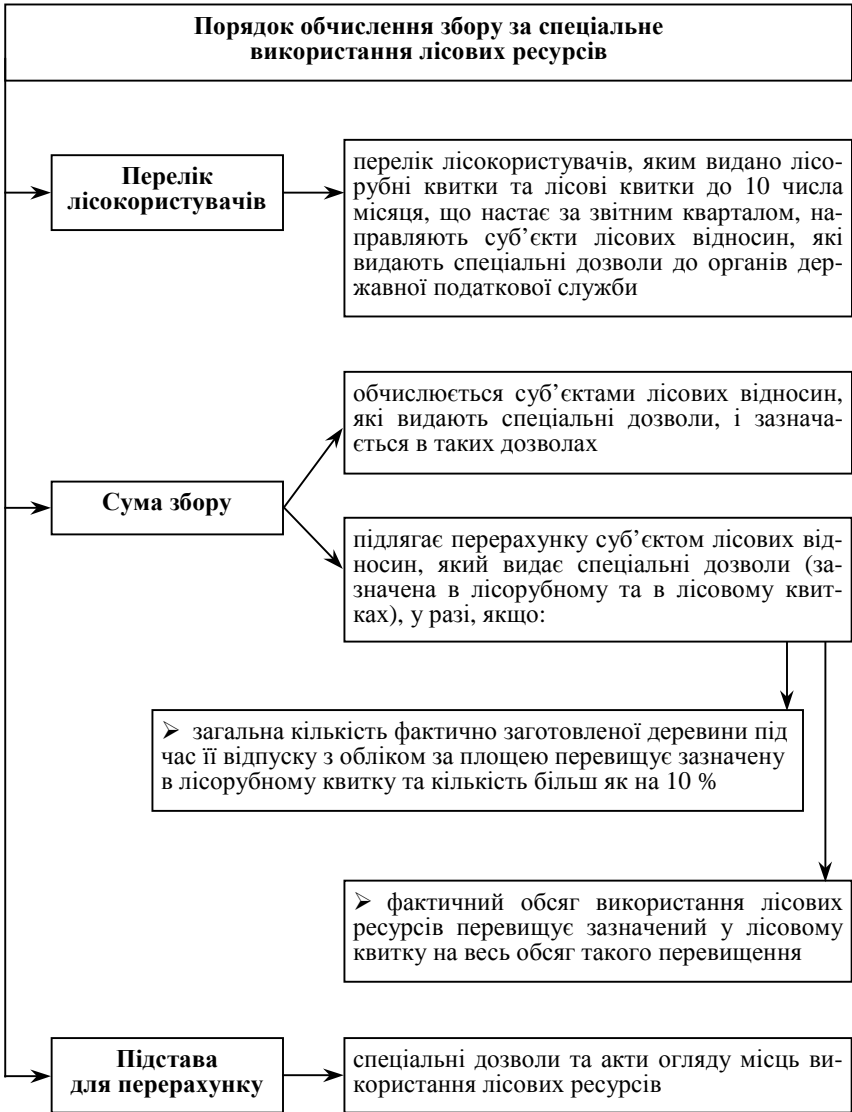 Порядок обчислення збору за спеціальне
використання лісових ресурсів
Перелік
лісокористувачів
перелік лісокористувачів, яким видано лісо-
рубні квитки та лісові квитки до 10 числа
місяця, що настає за звітним кварталом, на-
правляють суб’єкти лісових відносин, які
видають спеціальні дозволи до органів дер-
жавної податкової служби
обчислюється суб’єктами лісових відносин,
які видають спеціальні дозволи, і зазнача-
ється в таких дозволах
Сума збору
підлягає перерахунку суб’єктом лісових від-
носин, який видає спеціальні дозволи (за-
значена в лісорубному та в лісовому квит-
ках), у разі, якщо:
➢ загальна кількість фактично заготовленої деревини під
час її відпуску з обліком за площею перевищує зазначену
в лісорубному квитку та кількість більш як на 10 %
➢ фактичний обсяг використання лісових
ресурсів перевищує зазначений у лісовому
квитку на весь обсяг такого перевищення
Підстава
для перерахунку
спеціальні дозволи та акти огляду місць ви-
користання лісових ресурсів